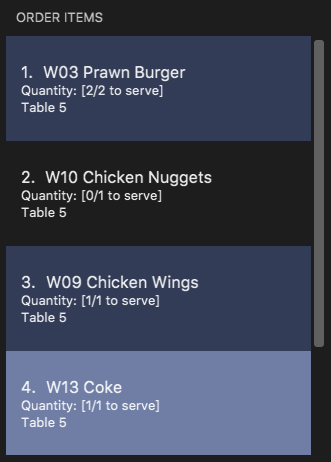 ORDER ITEMS
1. W03 Prawn Burger
Quantity: [2/2 to serve]
Table 5
2. W10 Chicken Nuggets
Quantity: [0/1 to serve]
Table 5
3. W09 Chicken Wings
Quantity: [1/1 to serve]
Table 5
4. W13 Coke
Quantity: [1/1 to serve]
Table 5